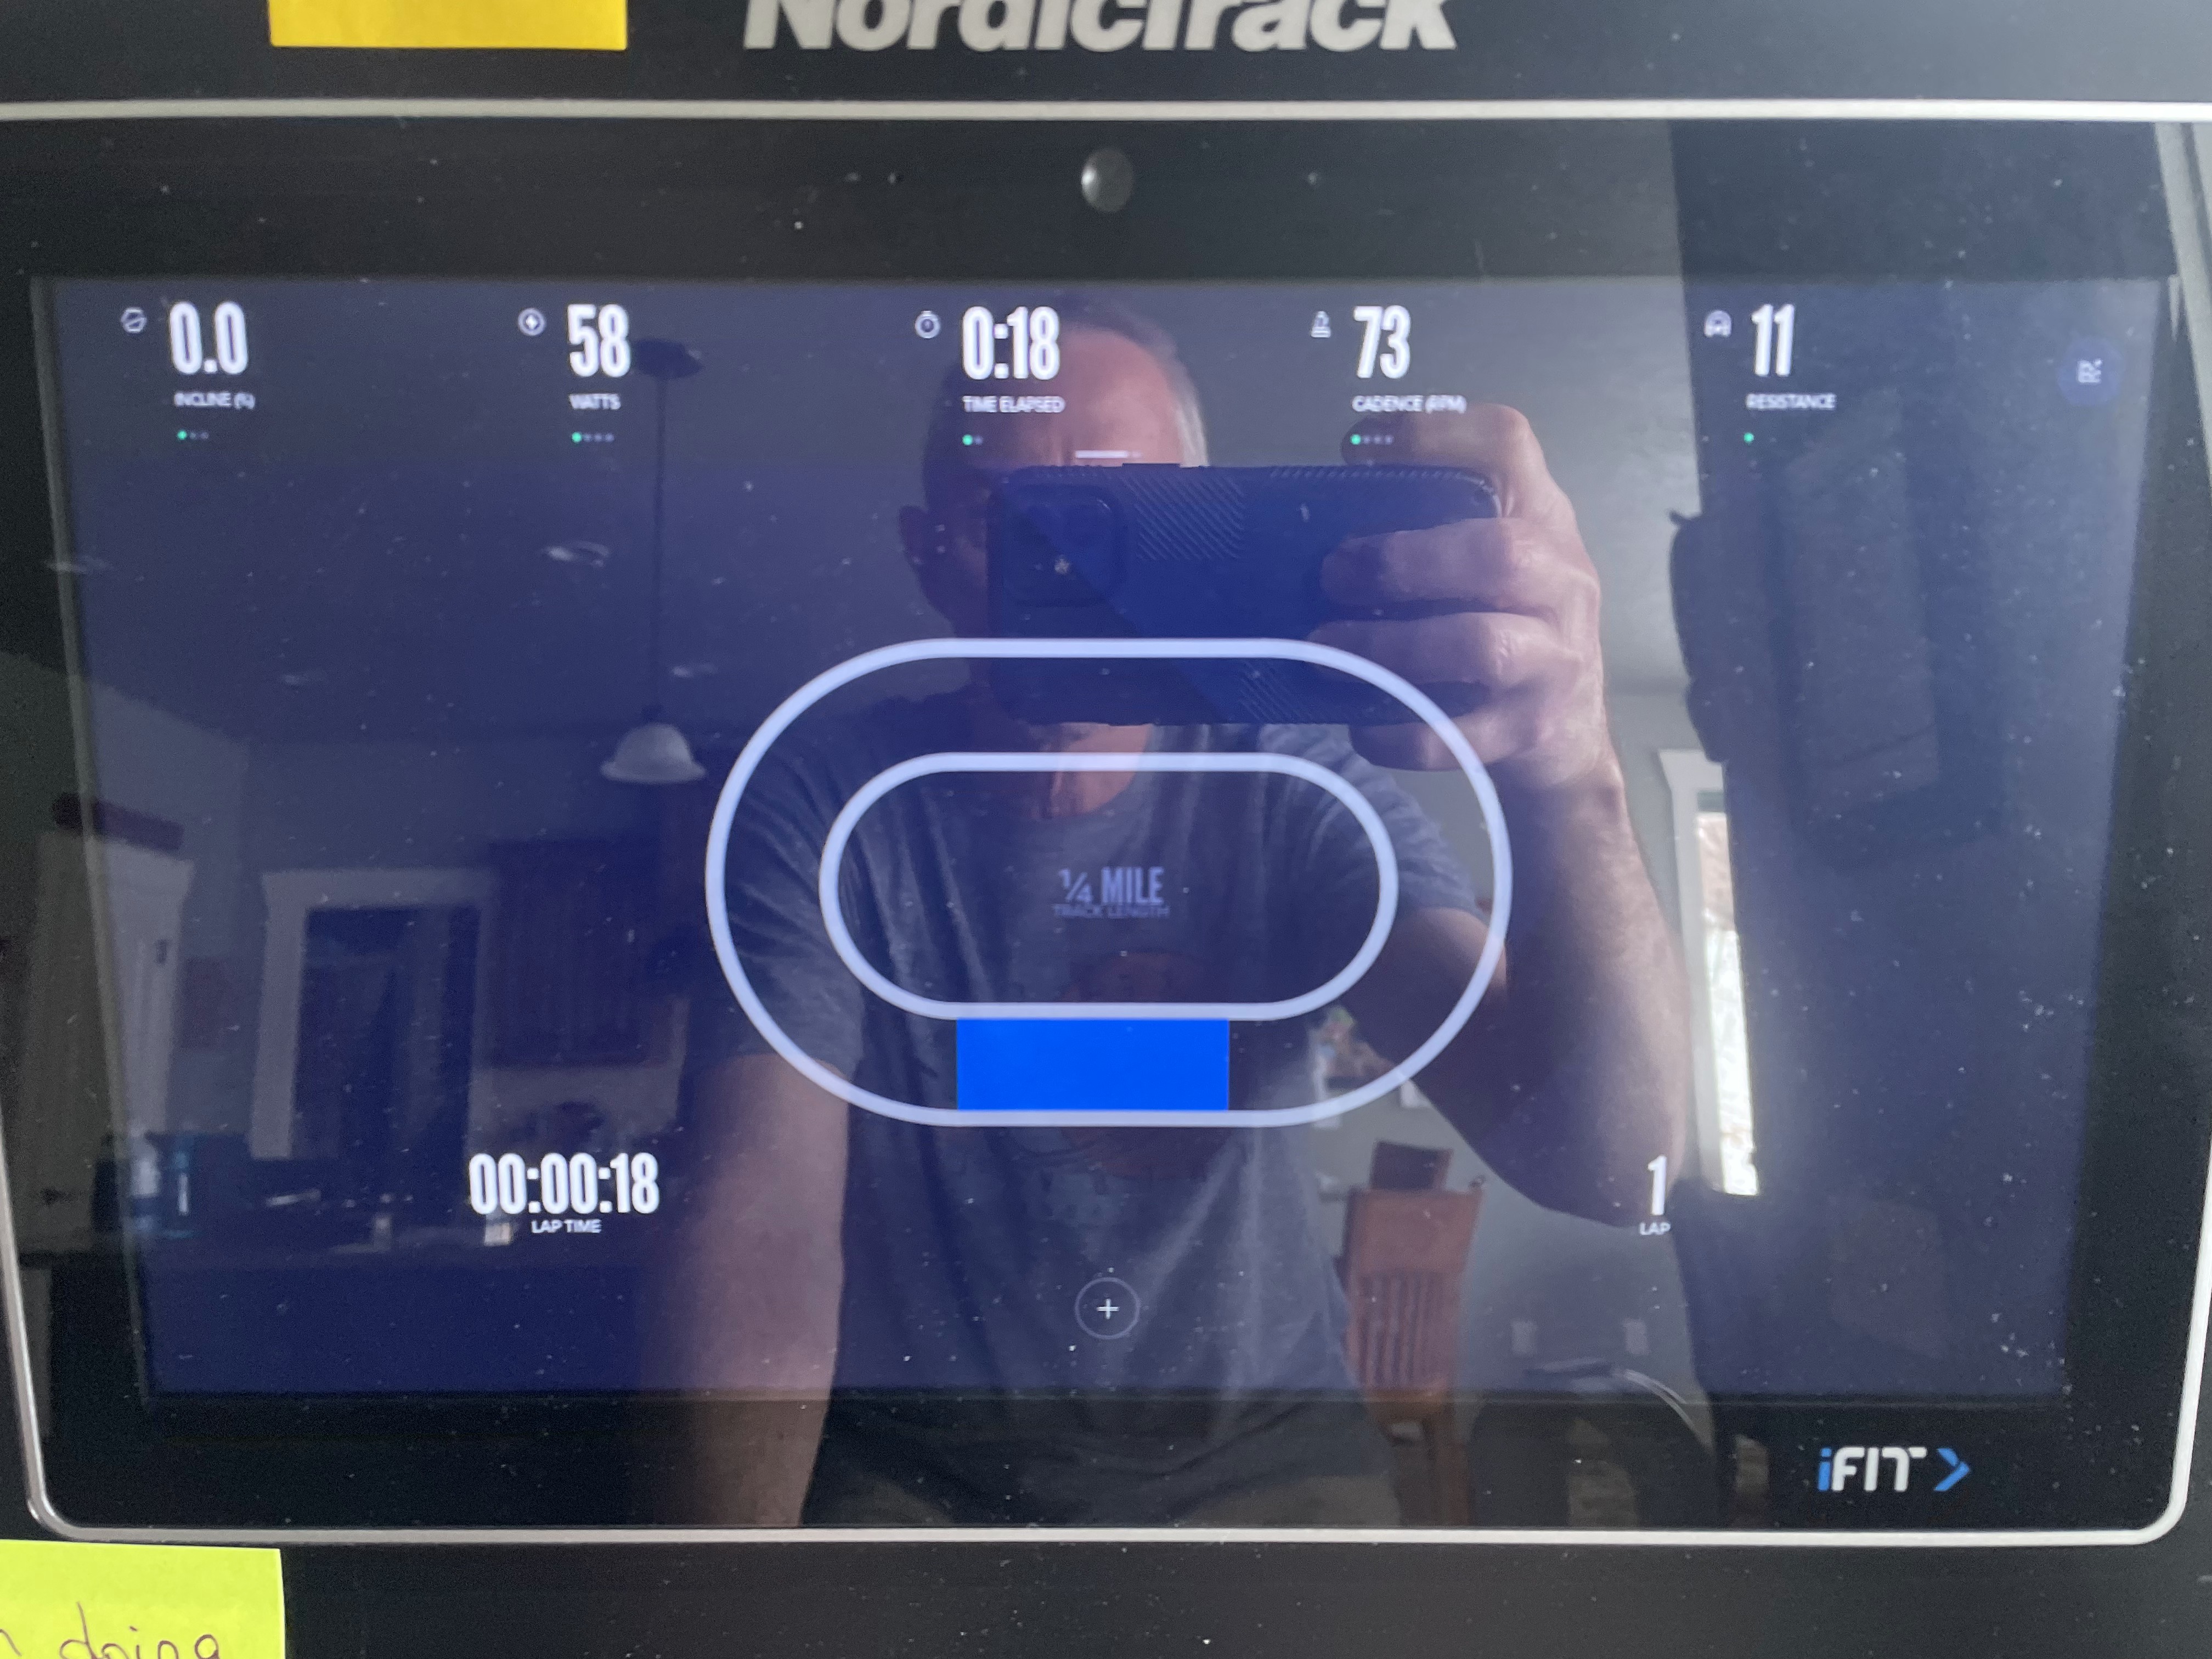 NordicTrack
0.0
INCLINE (%)
58
WATTS
0:18
TIME ELAPSED
73
CADENCE (RPM)
11
RESISTANCE
1/4 MILE
TRACK LENGTH
00:00:18
LAP TIME
1
LAP
+
iFIT
doing